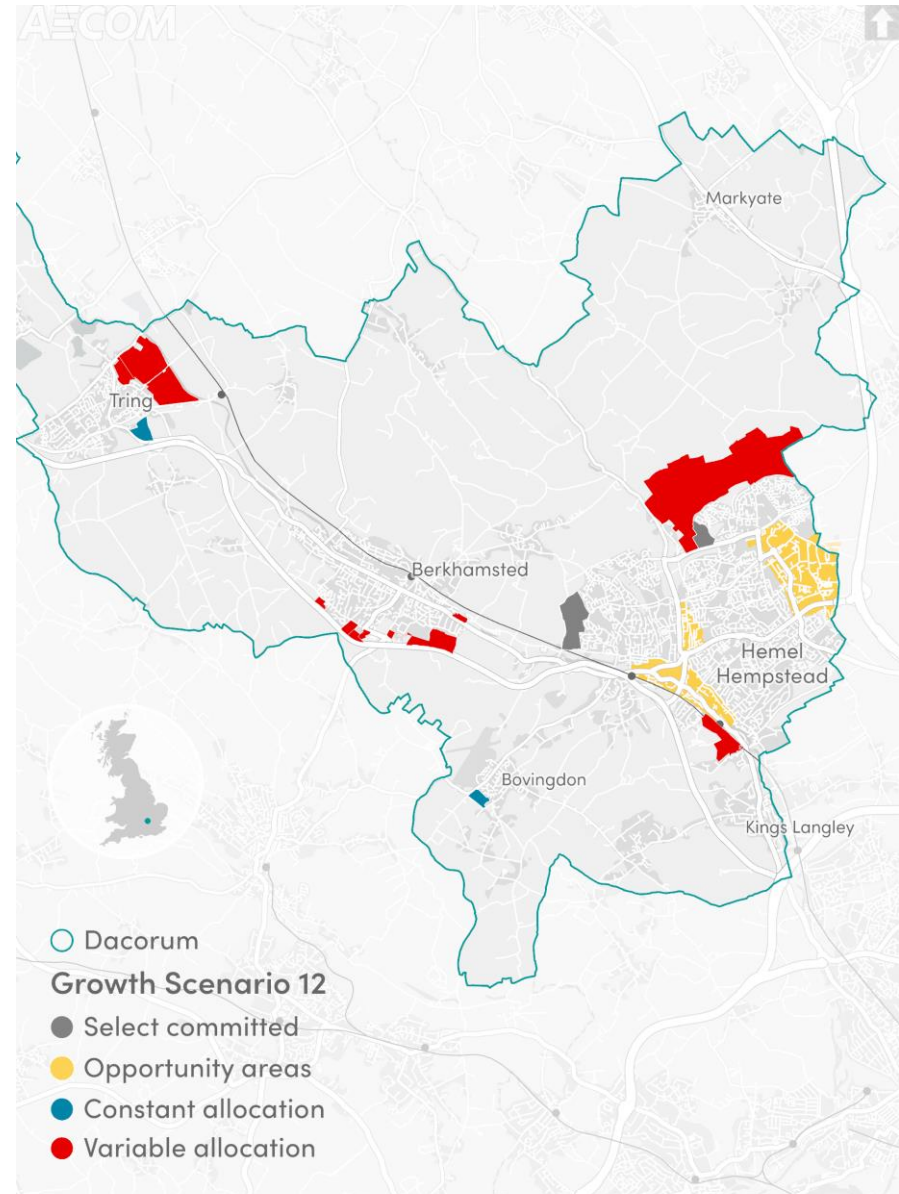 AECOM
Markyate
Tring
Berkhamsted
Hemel
Hempstead
Bovingdon
Kings Langley
Dacorum
Growth Scenario 12
Select committed
Opportunity areas
Constant allocation
Variable allocation